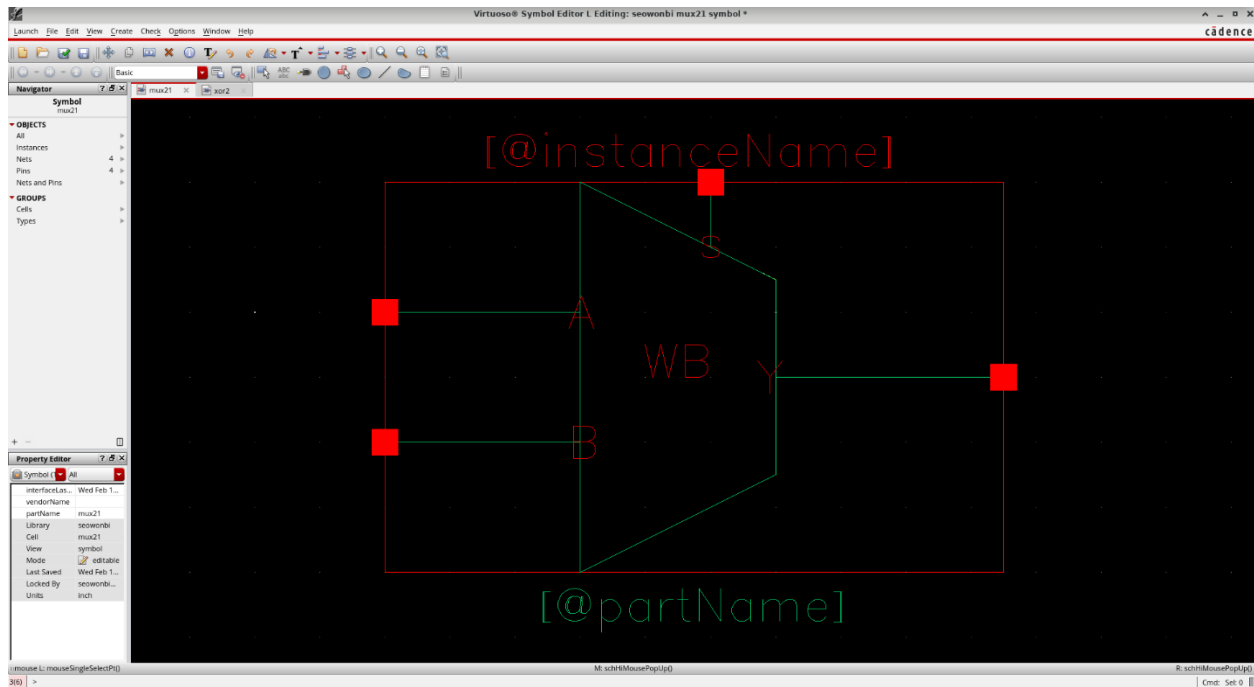 Virtuoso® Symbol Editor L Editing: seowonbi mux21 symbol *
Launch File Edit View Create Check Options Window Help
cādence
Basic
Navigator
mux21
xor2
Symbol
mux21
OBJECTS
All
Instances
Nets 4
Pins 4
Nets and Pins
GROUPS
Cells
Types
[@instanceName]
S
A
WB
Y
B
[@partName]
Property Editor
Symbol (1 All
interfaceLas... Wed Feb 1...
vendorName
partName mux21
Library seowonbi
Cell mux21
View symbol
Mode editable
Last Saved Wed Feb 1...
Locked By seowonbi...
Units inch
mouse L: mouseSingleSelectPt() M: schHiMousePopUp() R: schHiMousePopUp()
3(6) > Cmd: Sel: 0